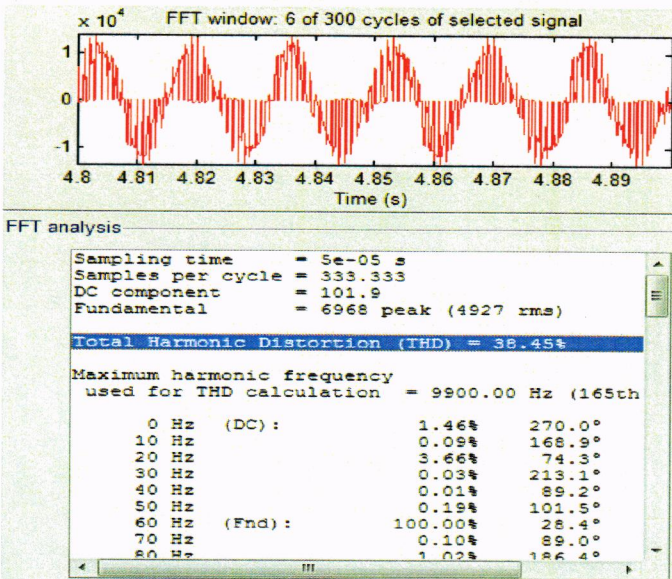 x 10⁴ FFT window: 6 of 300 cycles of selected signal
1
0
-1
4.8 4.81 4.82 4.83 4.84 4.85 4.86 4.87 4.88 4.89
Time (s)
FFT analysis
Sampling time = 5e-05 s
Samples per cycle = 333.333
DC component = 101.9
Fundamental = 6968 peak (4927 rms)
Total Harmonic Distortion (THD) = 38.45%
Maximum harmonic frequency
used for THD calculation = 9900.00 Hz (165th
0 Hz (DC): 1.46% 270.0°
10 Hz 0.09% 168.9°
20 Hz 3.66% 74.3°
30 Hz 0.03% 213.1°
40 Hz 0.01% 89.2°
50 Hz 0.19% 101.5°
60 Hz (Fnd): 100.00% 28.4°
70 Hz 0.10% 89.0°
80 Hz 1.02% 186.4°